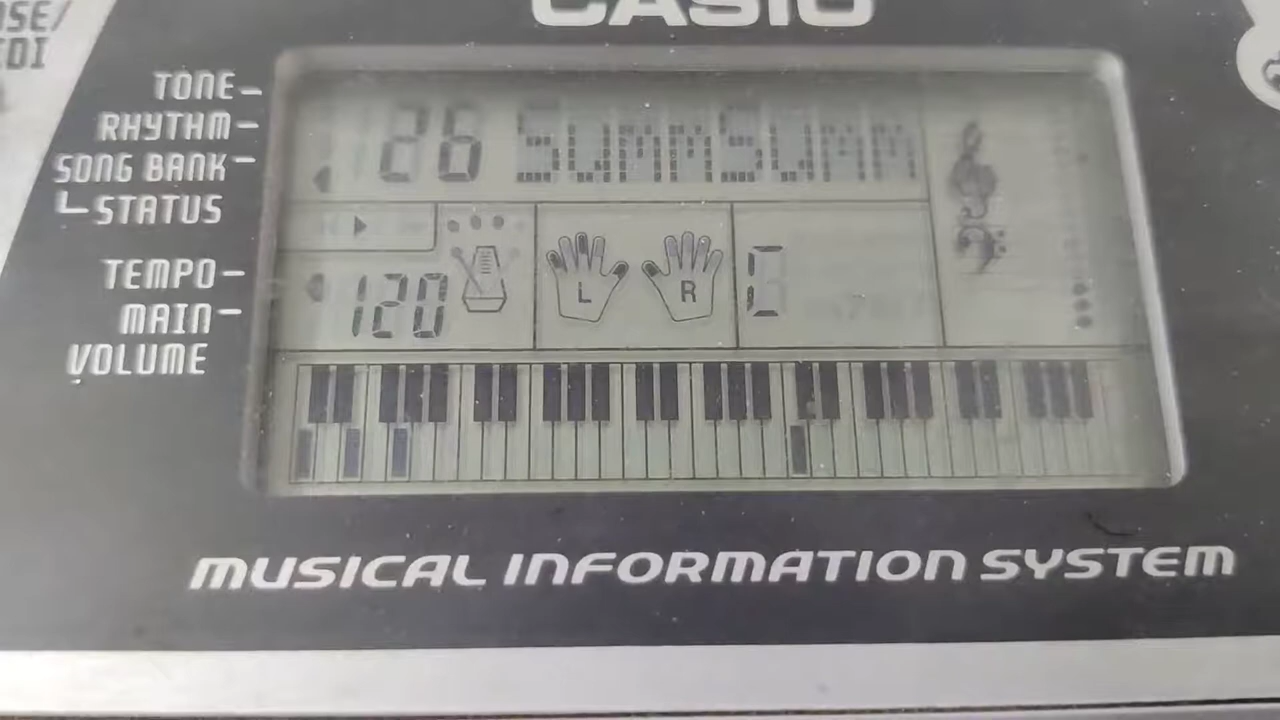 CASIO
TONE
RHYTHM
SONG BANK
STATUS
TEMPO
MAIN
VOLUME
26 SUMMSUMM
120
L R C
MUSICAL INFORMATION SYSTEM